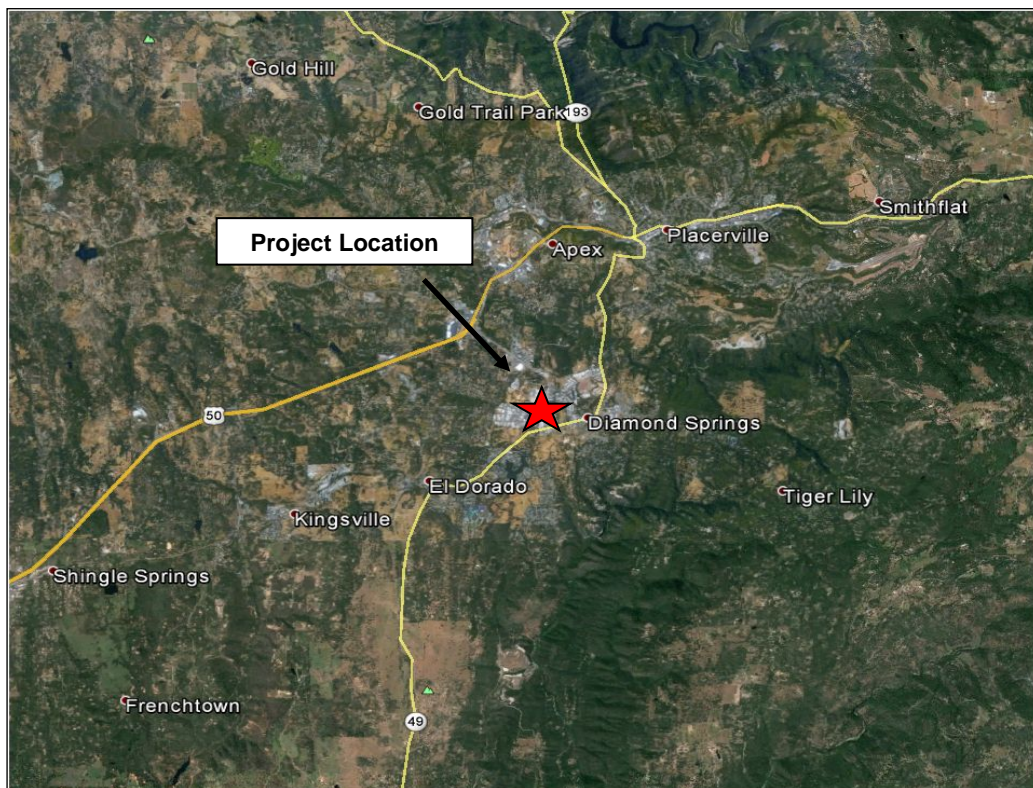 Gold Hill
Gold Trail Park
193
Smithflat
Project Location
Apex
Placerville
50
Diamond Springs
El Dorado
Tiger Lily
Kingsville
Shingle Springs
Frenchtown
49